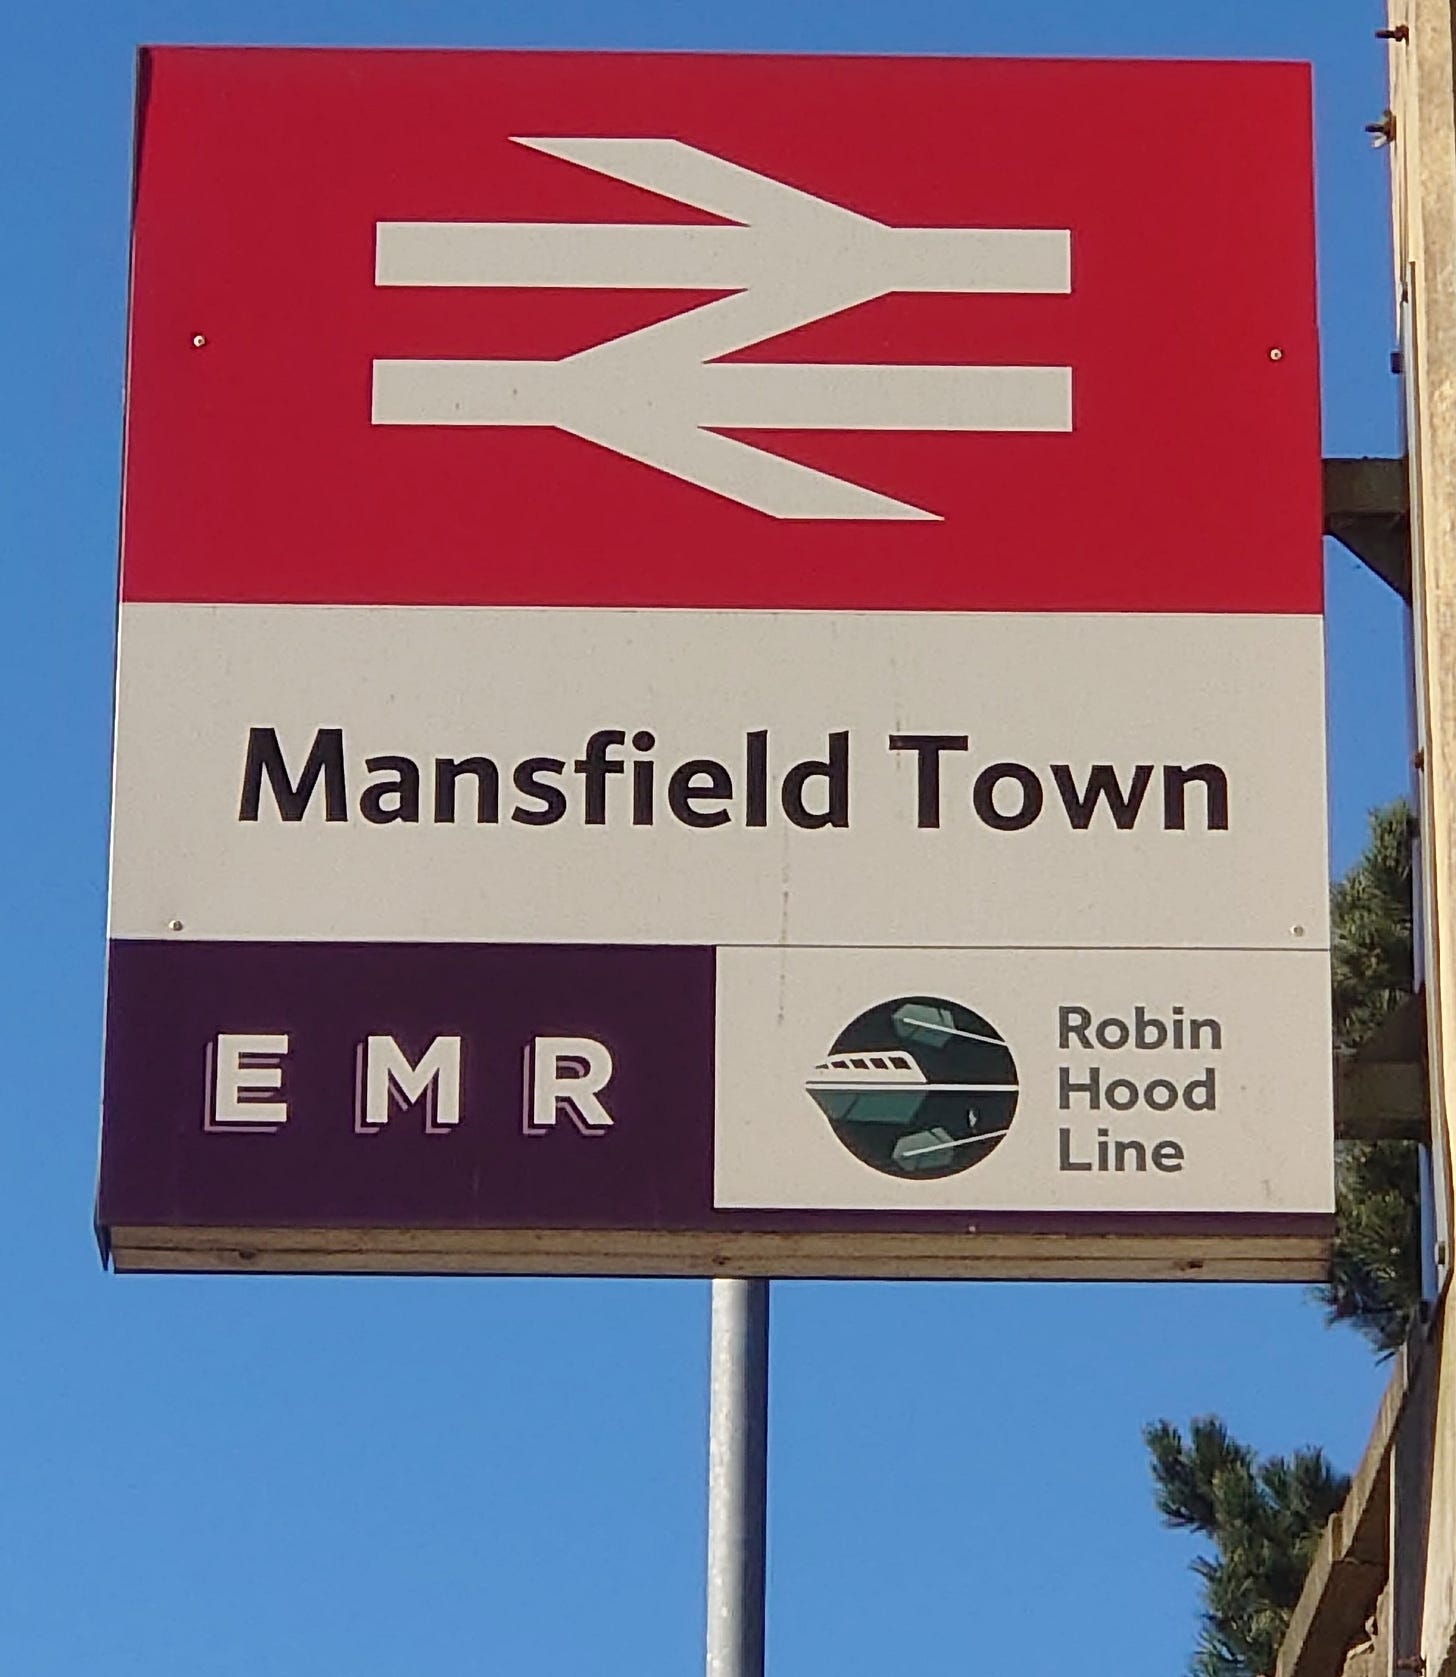 Mansfield Town
EMR
Robin
Hood
Line